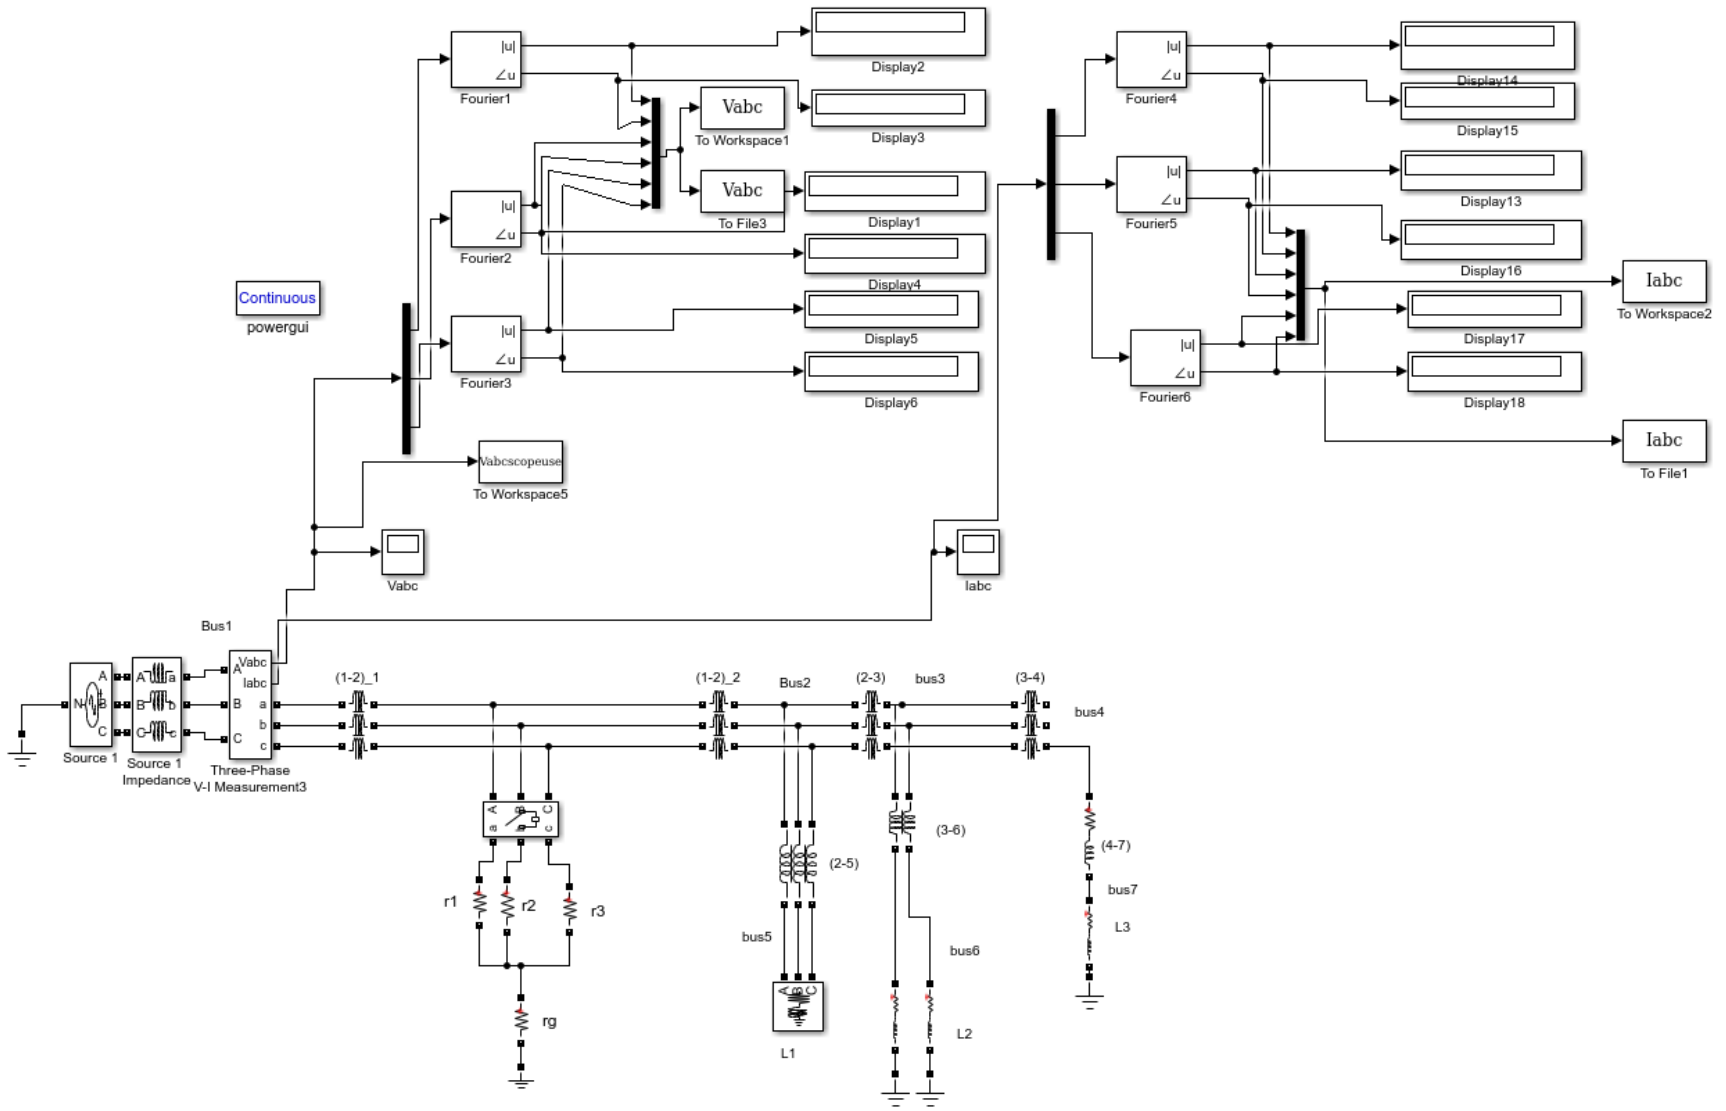 |u|
∠u
Fourier1
Display2
Vabc
To Workspace1
Display3
|u|
∠u
Fourier2
Vabc
To File3
Display1
Display4
Continuous
powergui
|u|
∠u
Fourier3
Display5
Display6
|u|
∠u
Fourier4
Display14
Display15
|u|
∠u
Fourier5
Display13
Display16
|u|
∠u
Fourier6
Display17
Display18
Iabc
To Workspace2
Iabc
To File1
Vabcscopeuse
To Workspace5
Vabc
Iabc
Bus1
N
A
B
C
Source 1
A
a
B
b
C
c
Source 1
Impedance
Vabc
A
Iabc
B
a
b
C
c
Three-Phase
V-I Measurement3
(1-2)_1
(1-2)_2
Bus2
(2-3)
bus3
(3-4)
bus4
A
B
C
a
b
c
r1
r2
r3
rg
(2-5)
bus5
A
B
C
L1
(3-6)
bus6
L2
(4-7)
bus7
L3